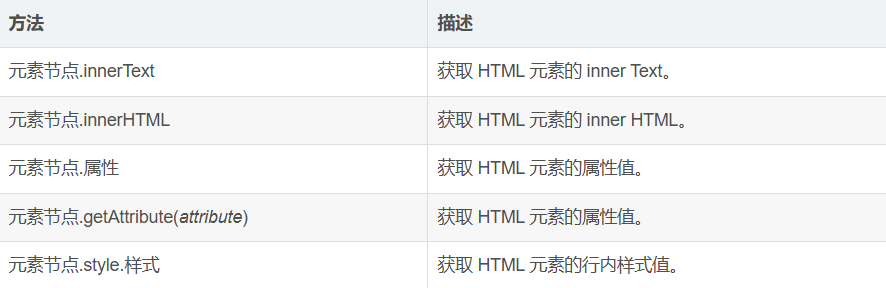 方法 描述
元素节点.innerText 获取 HTML 元素的 inner Text。
元素节点.innerHTML 获取 HTML 元素的 inner HTML。
元素节点.属性 获取 HTML 元素的属性值。
元素节点.getAttribute(attribute) 获取 HTML 元素的属性值。
元素节点.style.样式 获取 HTML 元素的行内样式值。